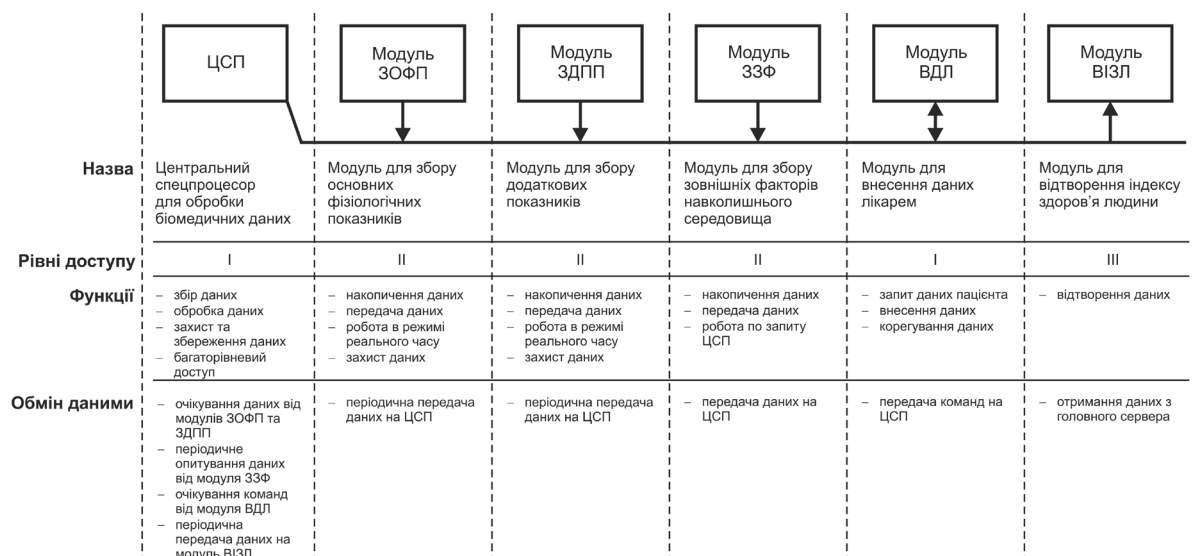 ЦСП
Модуль
ЗОФП
Модуль
ЗДПП
Модуль
ЗЗФ
Модуль
ВДЛ
Модуль
ВІЗЛ
Назва
Центральний
спецпроцесор
для обробки
біомедичних даних
Модуль для збору
основних
фізіологічних
показників
Модуль для збору
додаткових
показників
Модуль для збору
зовнішніх факторів
навколишнього
середовища
Модуль для
внесення даних
лікарем
Модуль для
відтворення індексу
здоров'я людини
Рівні доступу
I
II
II
II
I
III
Функції
– збір даних
– обробка даних
– захист та
збереження даних
– багаторівневий
доступ
– накопичення даних
– передача даних
– робота в режимі
реального часу
– захист даних
– накопичення даних
– передача даних
– робота в режимі
реального часу
– захист даних
– накопичення даних
– передача даних
– робота по запиту
ЦСП
– запит даних пацієнта
– внесення даних
– корегування даних
– відтворення даних
Обмін даними
– очікування даних від
модулів ЗОФП та
ЗДПП
– періодичне
опитування даних
від модуля ЗЗФ
– очікування команд
від модуля ВДЛ
– періодична
передача даних на
модуль ВІЗЛ
– періодична передача
даних на ЦСП
– періодична передача
даних на ЦСП
– передача даних на
ЦСП
– передача команд на
ЦСП
– отримання даних з
головного сервера